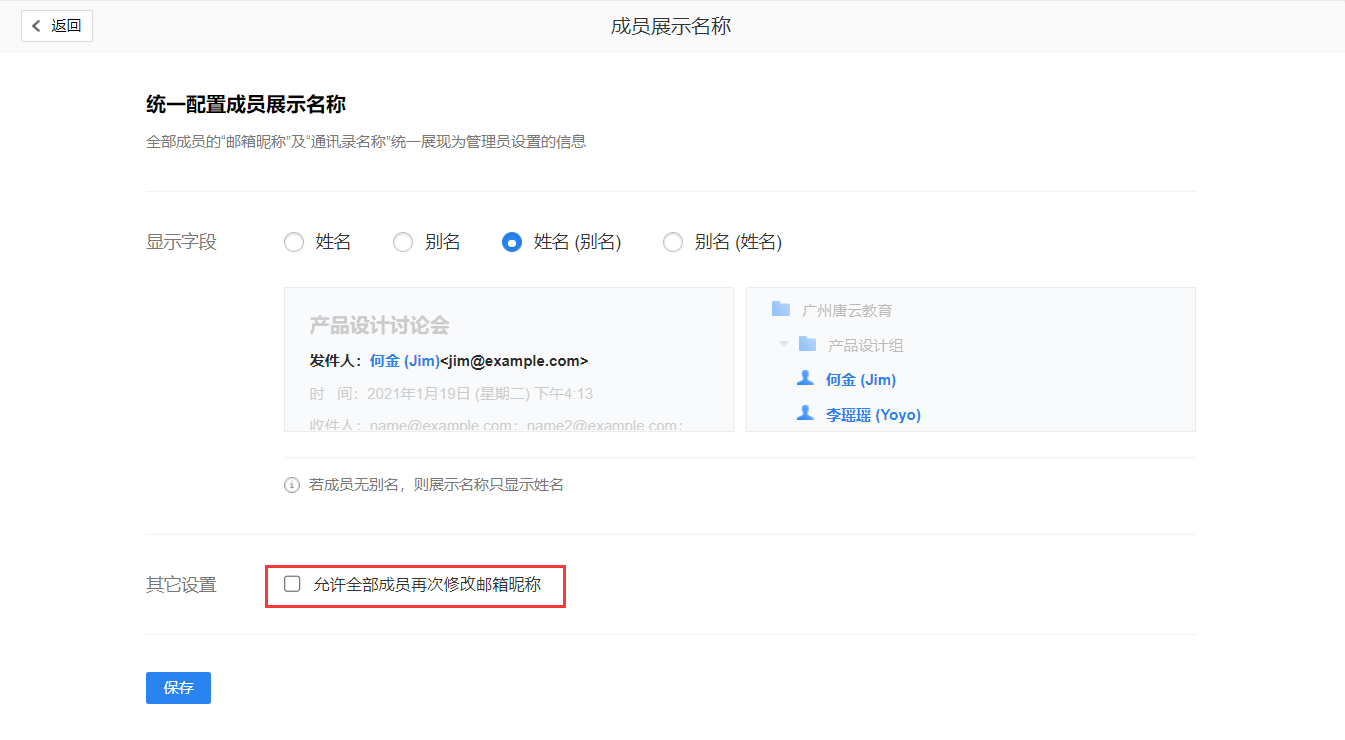 返回
成员展示名称
统一配置成员展示名称
全部成员的“邮箱昵称”及“通讯录名称”统一展现为管理员设置的信息
显示字段 姓名 别名 姓名 (别名) 别名 (姓名)
产品设计讨论会
发件人：何金 (Jim)<jim@example.com>
时 间：2021年1月19日 (星期二) 下午4:13
收件人：name@example.com；name2@example.com；
广州唐云教育
产品设计组
何金 (Jim)
李瑶瑶 (Yoyo)
若成员无别名，则展示名称只显示姓名
其它设置 允许全部成员再次修改邮箱昵称
保存